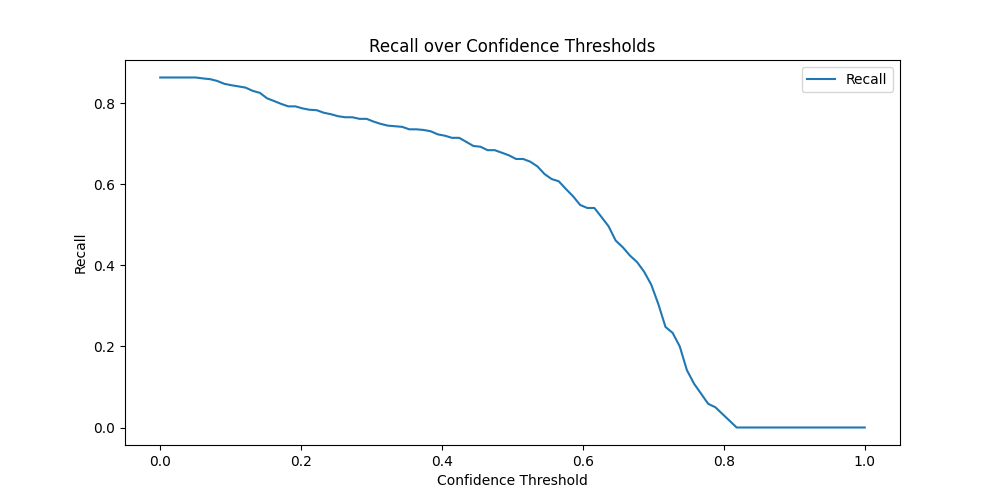 Recall over Confidence Thresholds
Recall
0.8
0.6
0.4
0.2
0.0
Recall
0.0 0.2 0.4 0.6 0.8 1.0
Confidence Threshold